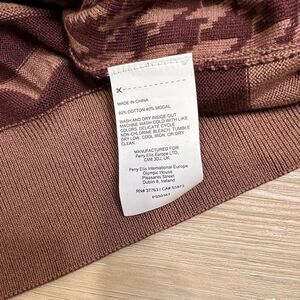 MADE IN CHINA
60% COTTON 40% MODAL
WASH AND DRY INSIDE OUT
MACHINE WASH COLD WITH LIKE
COLORS, DELICATE CYCLE
NON-CHLORINE BLEACH, TUMBLE
DRY LOW, COOL IRON, OR DRY
CLEAN.
MANUFACTURED FOR
Perry Ellis Europe LTD,
CM8 3DJ, UK
Perry Ellis International Europe
Olympic House
Pleasants Street
Dublin 8, Ireland